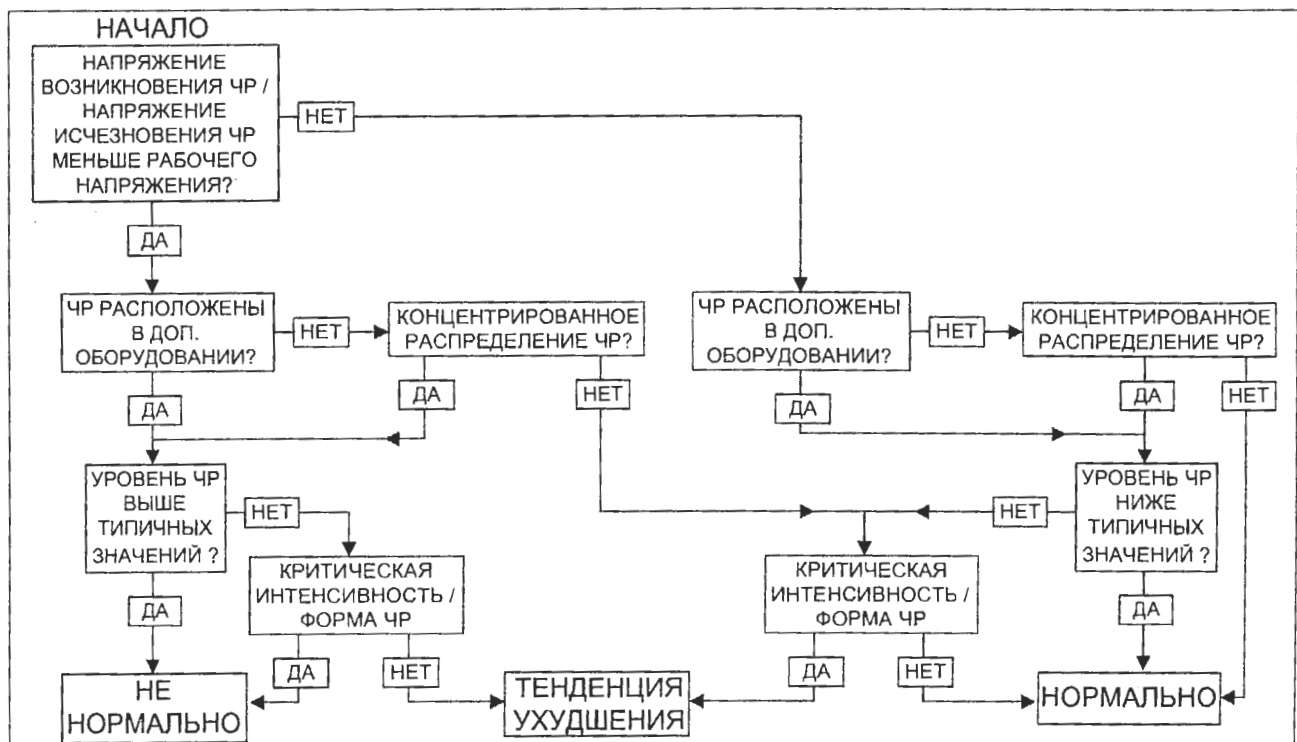 НАЧАЛО
НАПРЯЖЕНИЕ
ВОЗНИКНОВЕНИЯ ЧР /
НАПРЯЖЕНИЕ
ИСЧЕЗНОВЕНИЯ ЧР
МЕНЬШЕ РАБОЧЕГО
НАПРЯЖЕНИЯ?
НЕТ
ДА
ЧР РАСПОЛОЖЕНЫ
В ДОП.
ОБОРУДОВАНИИ?
НЕТ
КОНЦЕНТРИРОВАННОЕ
РАСПРЕДЕЛЕНИЕ ЧР?
ЧР РАСПОЛОЖЕНЫ
В ДОП.
ОБОРУДОВАНИИ?
НЕТ
КОНЦЕНТРИРОВАННОЕ
РАСПРЕДЕЛЕНИЕ ЧР?
ДА
ДА
НЕТ
ДА
ДА
НЕТ
УРОВЕНЬ ЧР
ВЫШЕ
ТИПИЧНЫХ
ЗНАЧЕНИЙ ?
НЕТ
НЕТ
УРОВЕНЬ ЧР
НИЖЕ
ТИПИЧНЫХ
ЗНАЧЕНИЙ ?
КРИТИЧЕСКАЯ
ИНТЕНСИВНОСТЬ /
ФОРМА ЧР
КРИТИЧЕСКАЯ
ИНТЕНСИВНОСТЬ /
ФОРМА ЧР
ДА
ДА
ДА
НЕТ
ДА
НЕТ
НЕ
НОРМАЛЬНО
ТЕНДЕНЦИЯ
УХУДШЕНИЯ
НОРМАЛЬНО